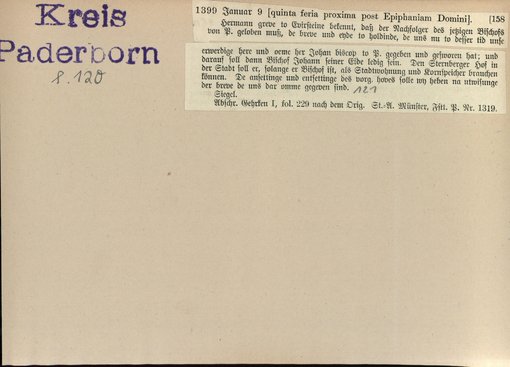 Kreis
Paderborn
S. 120
1399 Januar 9 [quinta feria proxima post Epiphaniam Domini]. (158
Hermann greve to Evirsteine bekennt, daß der Nachfolger des jetzigen Bischofs
von P. geloben muß, de breve und eyde to holdinde, de uns nu to desser tid unse
erwerdige here und oeme her Johan biscop to P. gegeven und gesworen hat; und
darauf soll dann Bischof Johann seiner Eide ledig sein. Den Sternberger Hof in
der Stadt soll er, solange er Bischof ist, als Stadtwohnung und Kornspeicher brauchen
können. De ansettinge und entsettinge des vorg. hoves solle wy heben na utwysunge
der breve de uns dar omme gegeven sind. 121
Siegel.
Abschr. Gehrken I, fol. 229 nach dem Orig. St.-A. Münster, Fstt. P. Nr. 1319.